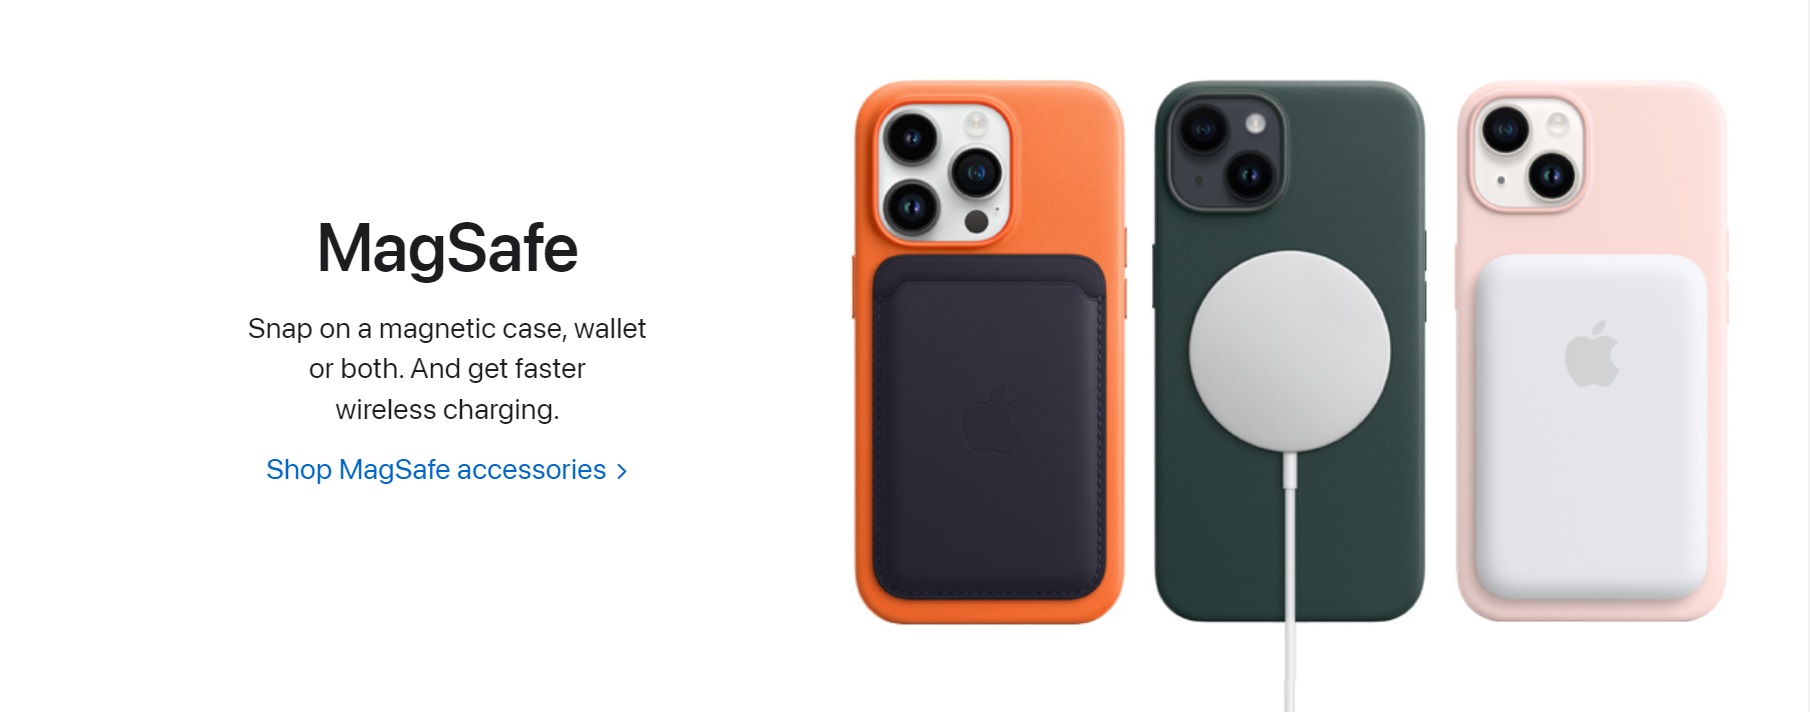 MagSafe
Snap on a magnetic case, wallet
or both. And get faster
wireless charging.
Shop MagSafe accessories >